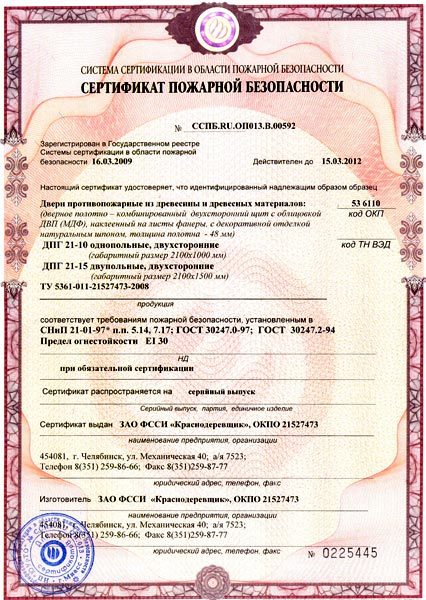 СИСТЕМА СЕРТИФИКАЦИИ В ОБЛАСТИ ПОЖАРНОЙ БЕЗОПАСНОСТИ
СЕРТИФИКАТ ПОЖАРНОЙ БЕЗОПАСНОСТИ
№ ССПБ.RU.ОП013.В.00592
Зарегистрирован в Государственном реестре
Системы сертификации в области пожарной
безопасности 16.03.2009 Действителен до 15.03.2012
Настоящий сертификат удостоверяет, что идентифицированный надлежащим образом образец
Двери противопожарные из древесины и древесных материалов: 53 6110
(дверное полотно – комбинированный двухсторонний щит с облицовкой код ОКП
ДВП (МДФ), наклеенный на листы фанеры, с декоративной отделкой
натуральным шпоном, толщина полотна - 48 мм)
ДПГ 21-10 однопольные, двухсторонние код ТН ВЭД
(габаритный размер 2100х1000 мм)
ДПГ 21-15 двупольные, двухсторонние
(габаритный размер 2100х1500 мм)
ТУ 5361-011-21527473-2008
продукция
соответствует требованиям пожарной безопасности, установленным в
СНиП 21-01-97* п.п. 5.14, 7.17; ГОСТ 30247.0-97; ГОСТ 30247.2-94
Предел огнестойкости EI 30
НД
при обязательной сертификации
Сертификат распространяется на серийный выпуск
Серийный выпуск, партия, единичное изделие
Сертификат выдан ЗАО ФССИ «Краснодеревщик», ОКПО 21527473
наименование предприятия, организации
454081, г. Челябинск, ул. Механическая 40; а/я 7523;
Телефон 8(351) 259-86-66; Факс 8(351)259-87-77
юридический адрес, телефон, факс
Изготовитель ЗАО ФССИ «Краснодеревщик», ОКПО 21527473
наименование предприятия, организации
454081, г. Челябинск, ул. Механическая 40; а/я 7523;
Телефон 8(351) 259-86-66; Факс 8(351)259-87-77
юридический адрес, телефон, факс
№ 0225445